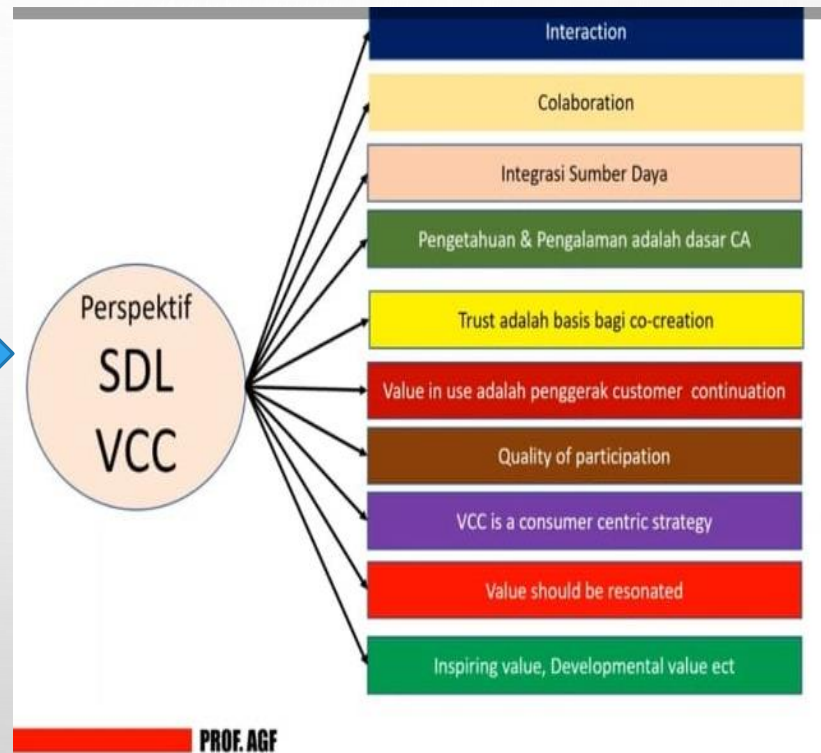 Interaction
Colaboration
Integrasi Sumber Daya
Pengetahuan & Pengalaman adalah dasar CA
Perspektif
SDL
VCC
Trust adalah basis bagi co-creation
Value in use adalah penggerak customer continuation
Quality of participation
VCC is a consumer centric strategy
Value should be resonated
Inspiring value, Developmental value ect
PROF. AGF